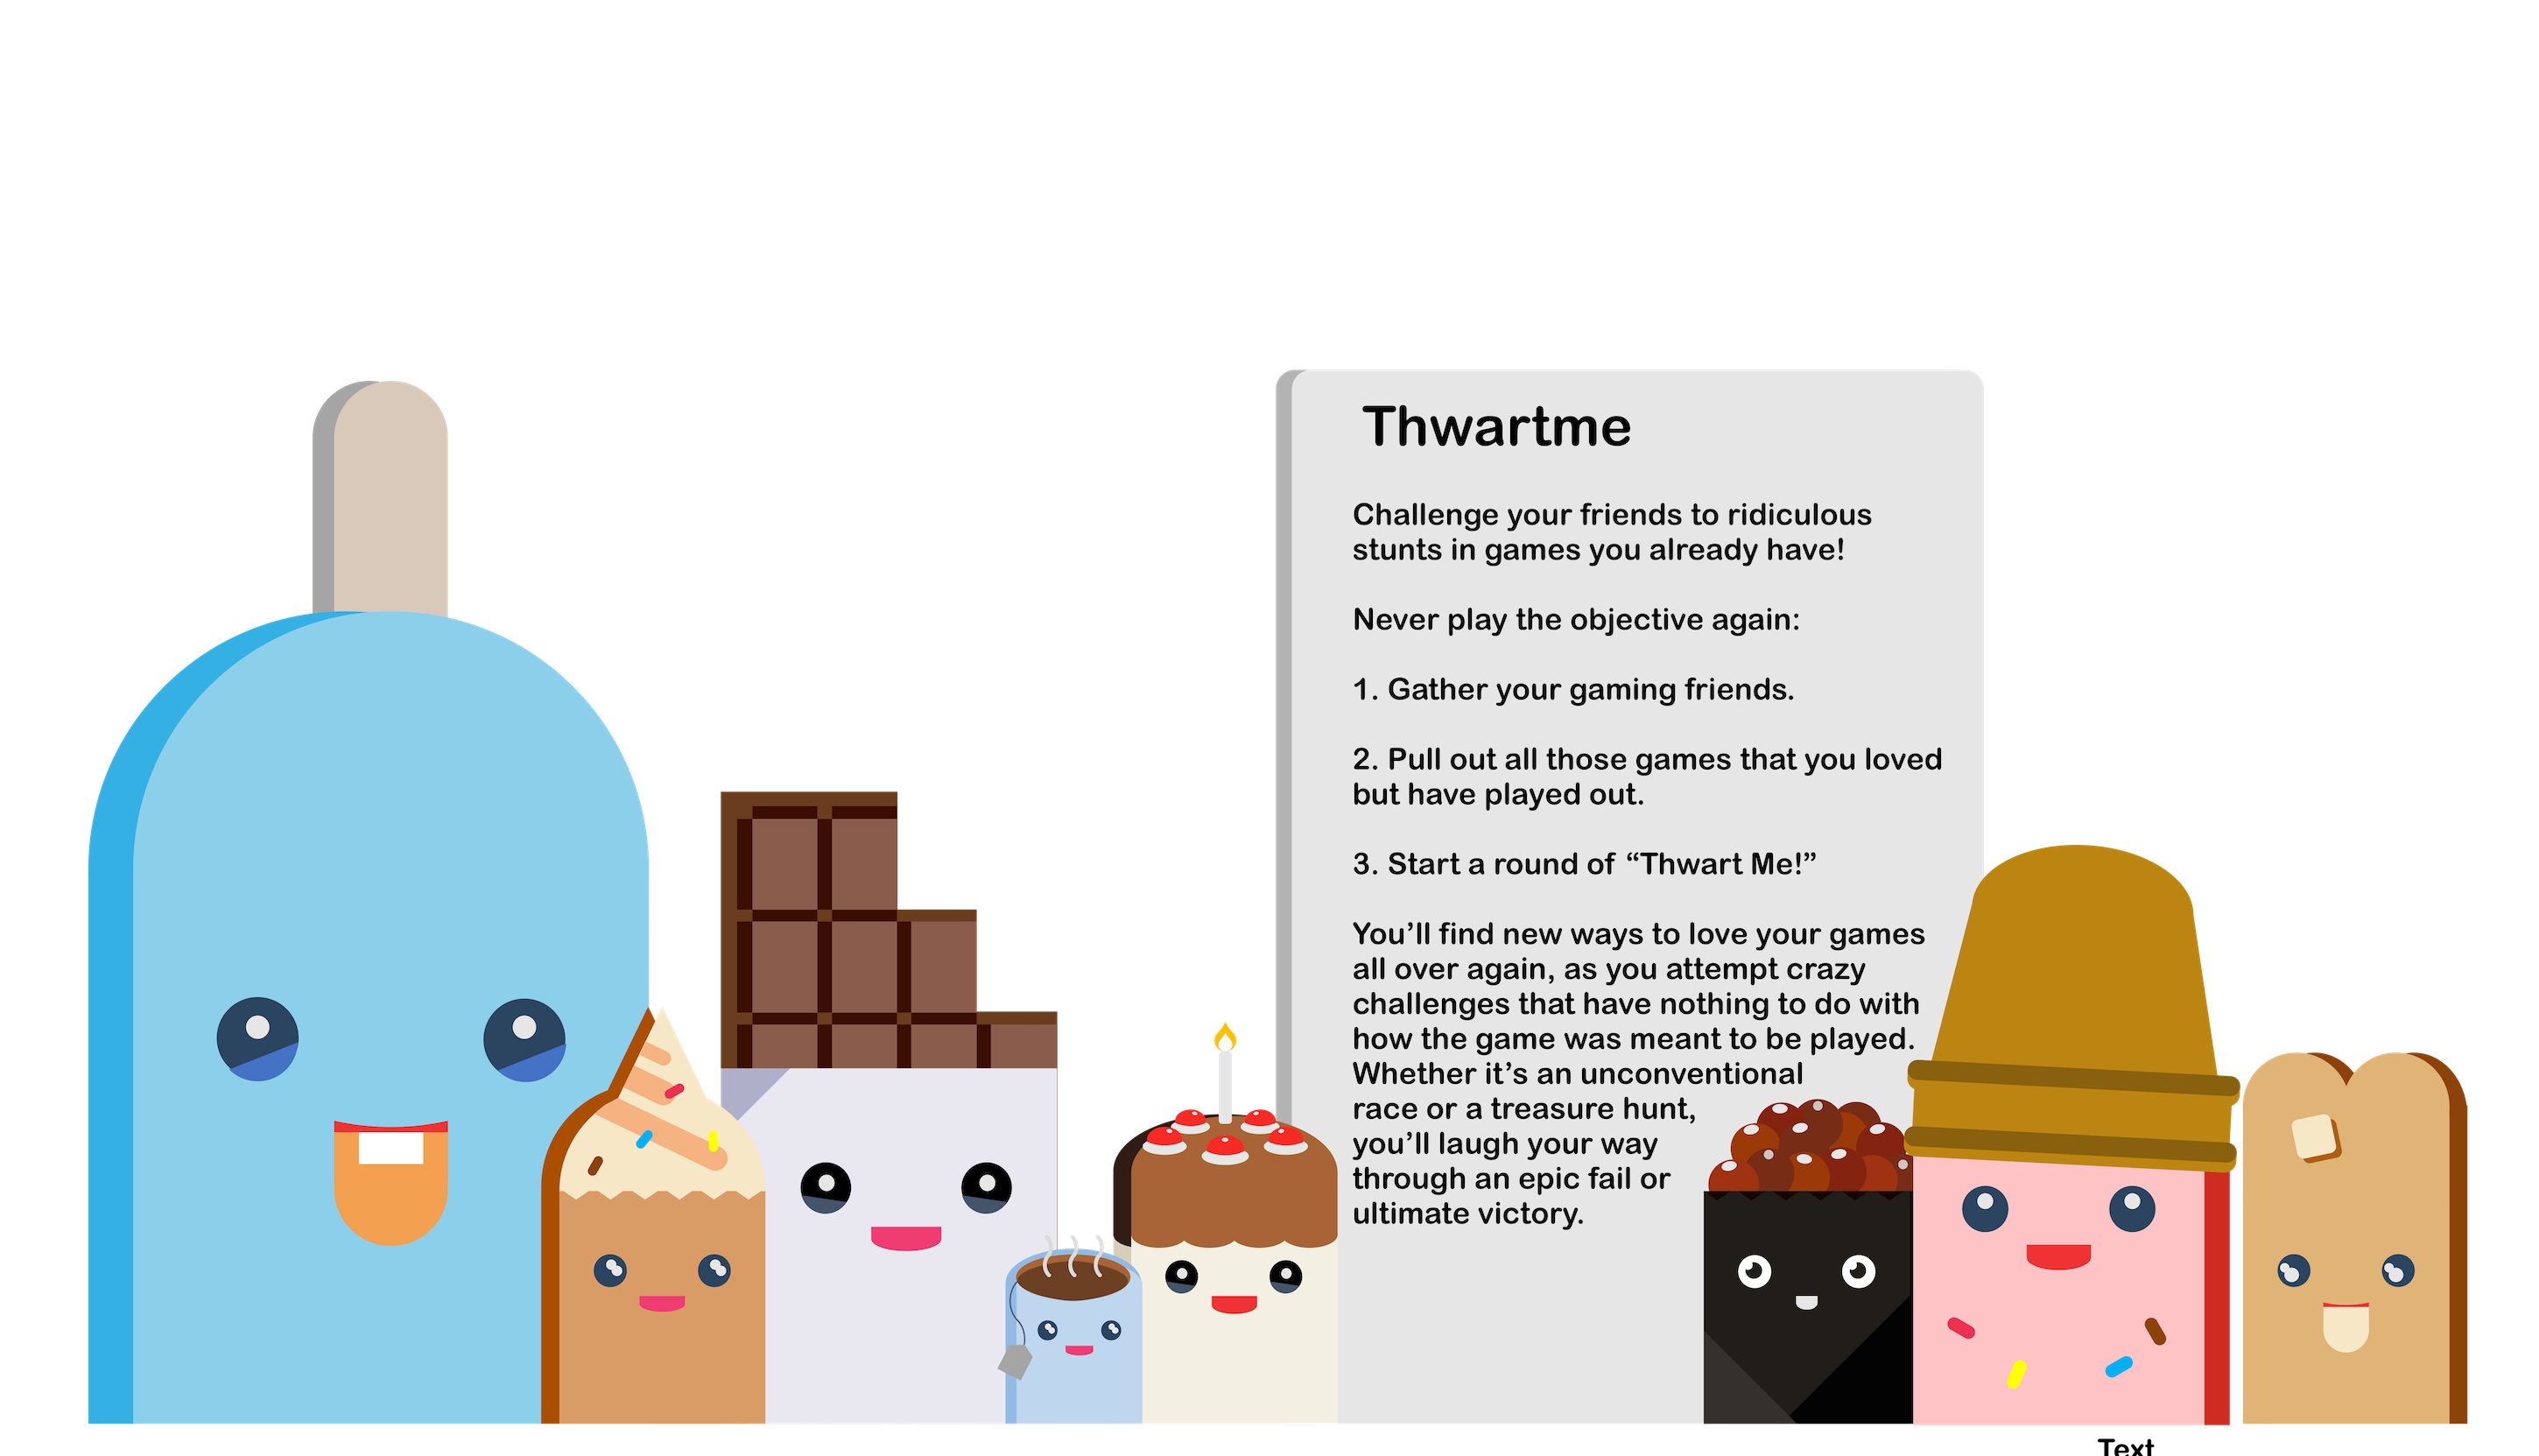 Thwartme
Challenge your friends to ridiculous
stunts in games you already have!
Never play the objective again:
1. Gather your gaming friends.
2. Pull out all those games that you loved
but have played out.
3. Start a round of “Thwart Me!”
You’ll find new ways to love your games
all over again, as you attempt crazy
challenges that have nothing to do with
how the game was meant to be played.
Whether it’s an unconventional
race or a treasure hunt,
you’ll laugh your way
through an epic fail or
ultimate victory.
Text